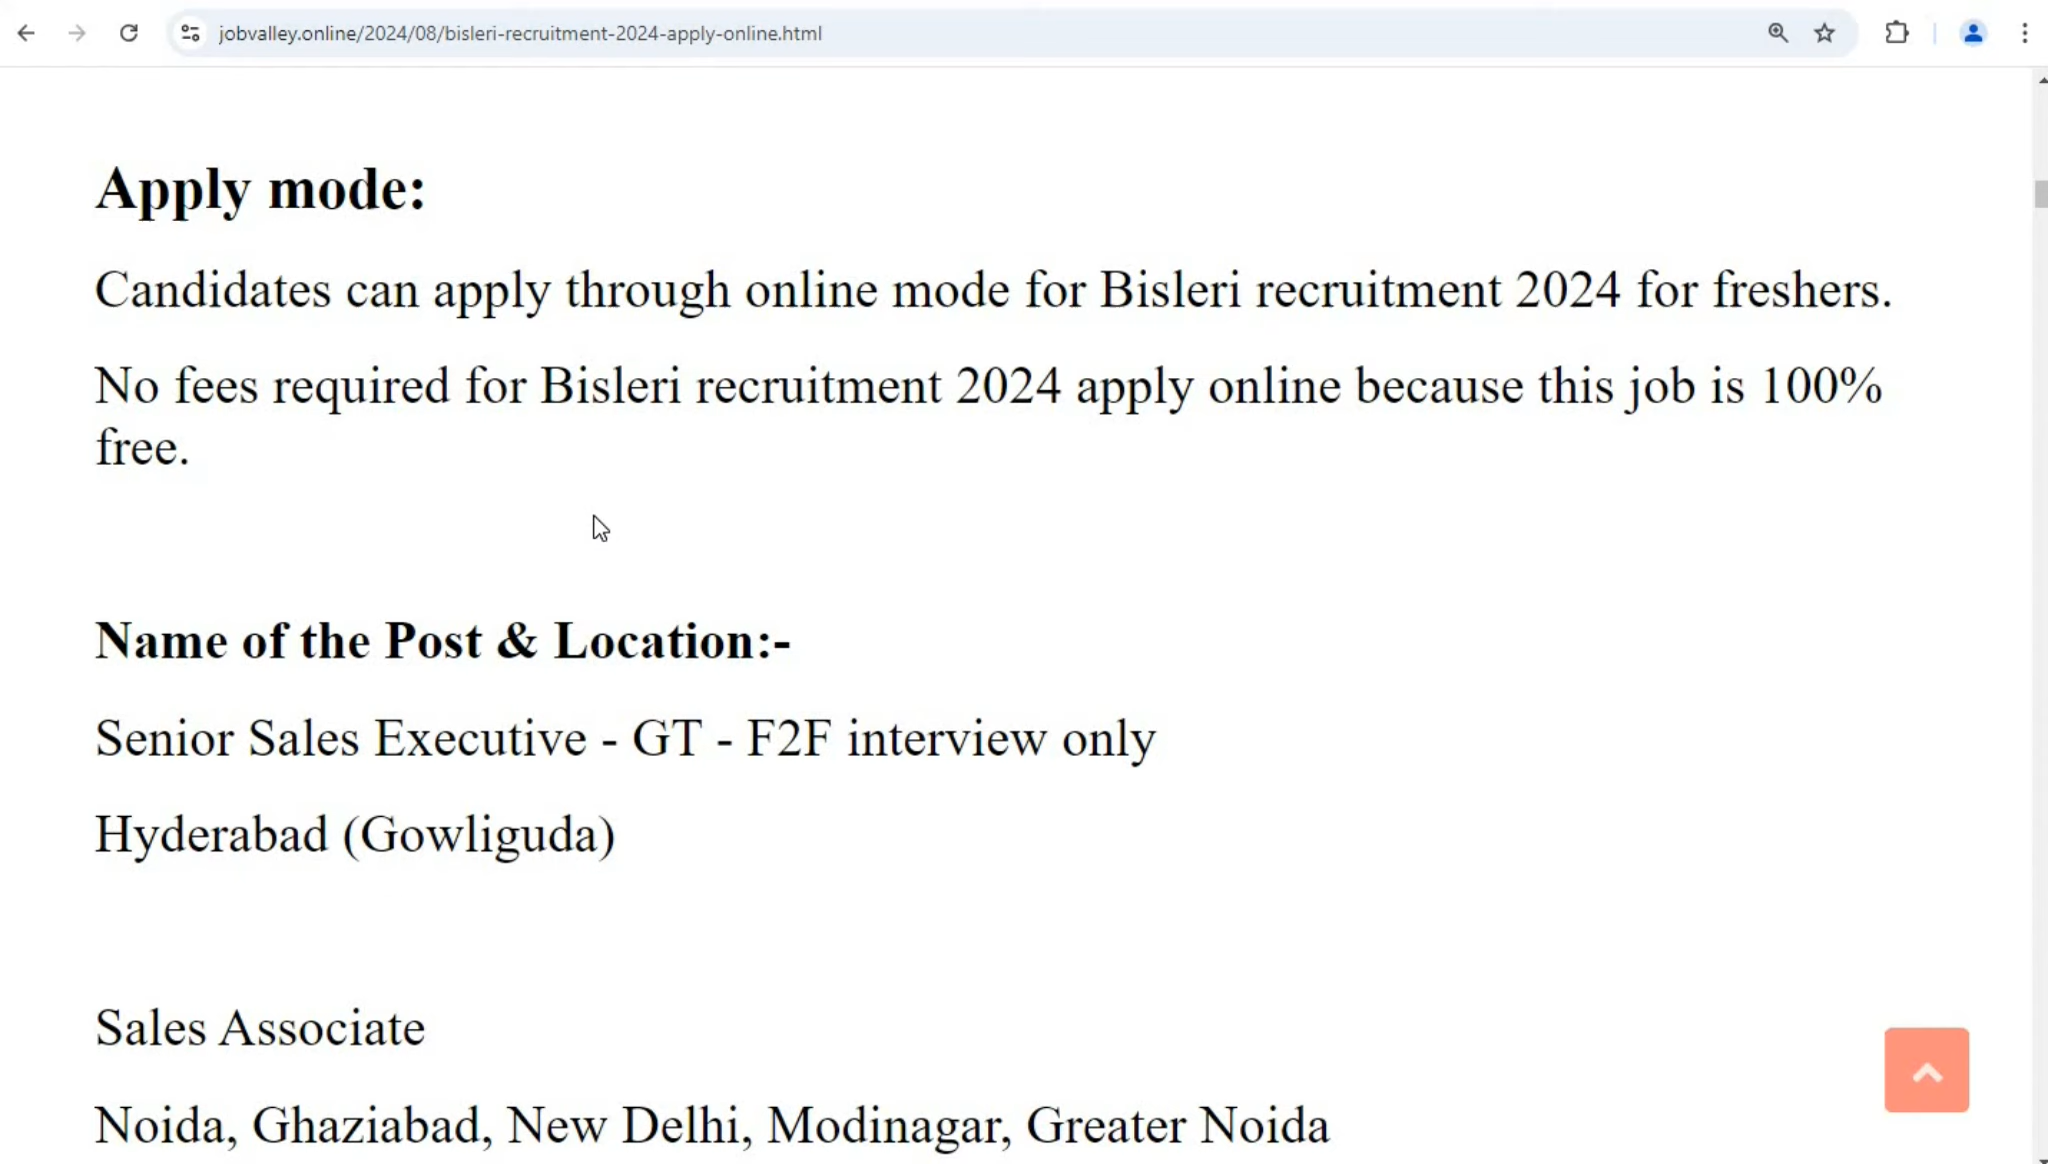 jobvalley.online/2024/08/bisleri-recruitment-2024-apply-online.html
Apply mode:
Candidates can apply through online mode for Bisleri recruitment 2024 for freshers.
No fees required for Bisleri recruitment 2024 apply online because this job is 100%
free.
Name of the Post & Location:-
Senior Sales Executive - GT - F2F interview only
Hyderabad (Gowliguda)
Sales Associate
Noida, Ghaziabad, New Delhi, Modinagar, Greater Noida